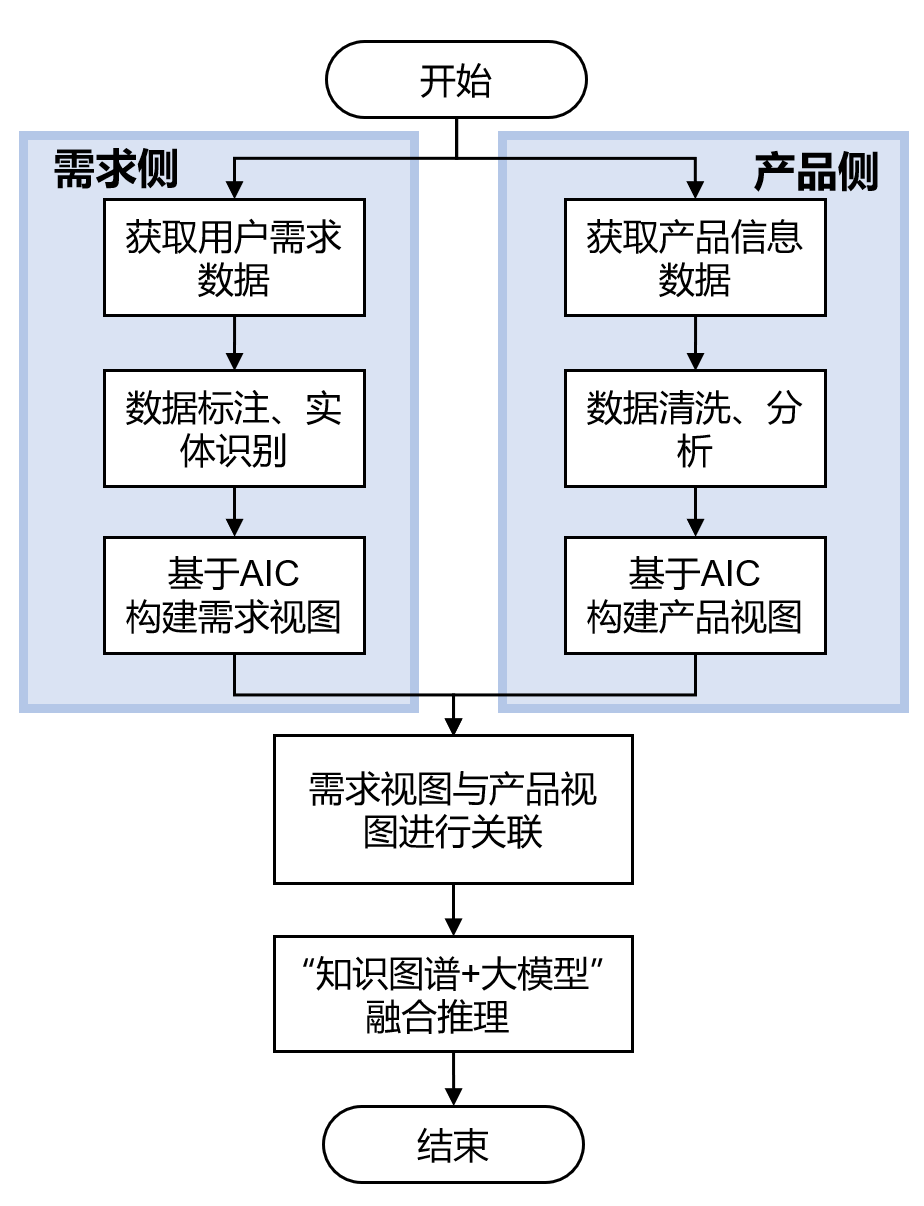 开始
需求侧
获取用户需求
数据
数据标注、实
体识别
基于AIC
构建需求视图
产品侧
获取产品信息
数据
数据清洗、分
析
基于AIC
构建产品视图
需求视图与产品视
图进行关联
“知识图谱+大模型”
融合推理
结束